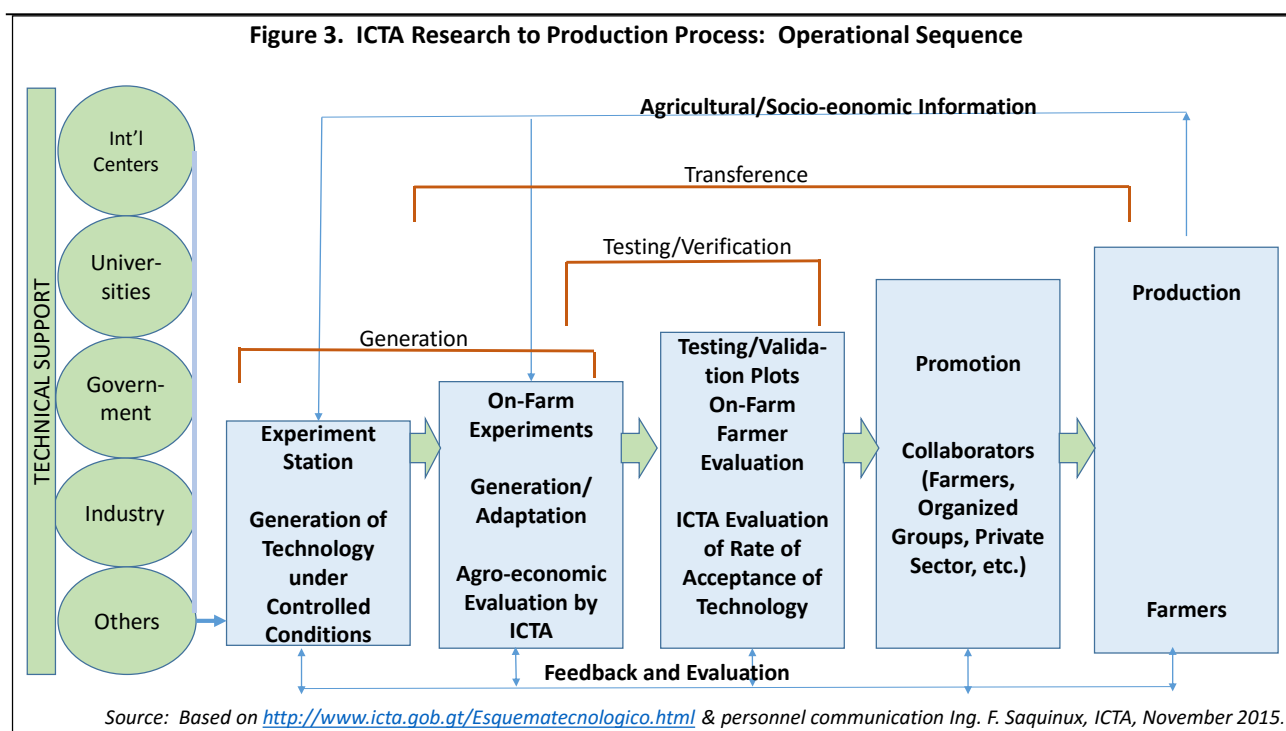 Figure 3.  ICTA Research to Production Process:  Operational Sequence
TECHNICAL SUPPORT
Int'l
Centers
Univer-
sities
Govern-
ment
Industry
Others
Agricultural/Socio-eonomic Information
Transference
Testing/Verification
Generation
Experiment
Station
Generation of
Technology
under
Controlled
Conditions
On-Farm
Experiments
Generation/
Adaptation
Agro-economic
Evaluation by
ICTA
Testing/Valida-
tion Plots
On-Farm
Farmer
Evaluation
ICTA Evaluation
of Rate of
Acceptance of
Technology
Promotion
Collaborators
(Farmers,
Organized
Groups, Private
Sector, etc.)
Production
Farmers
Feedback and Evaluation
Source:  Based on http://www.icta.gob.gt/Esquematecnologico.html & personnel communication Ing. F. Saquinux, ICTA, November 2015.